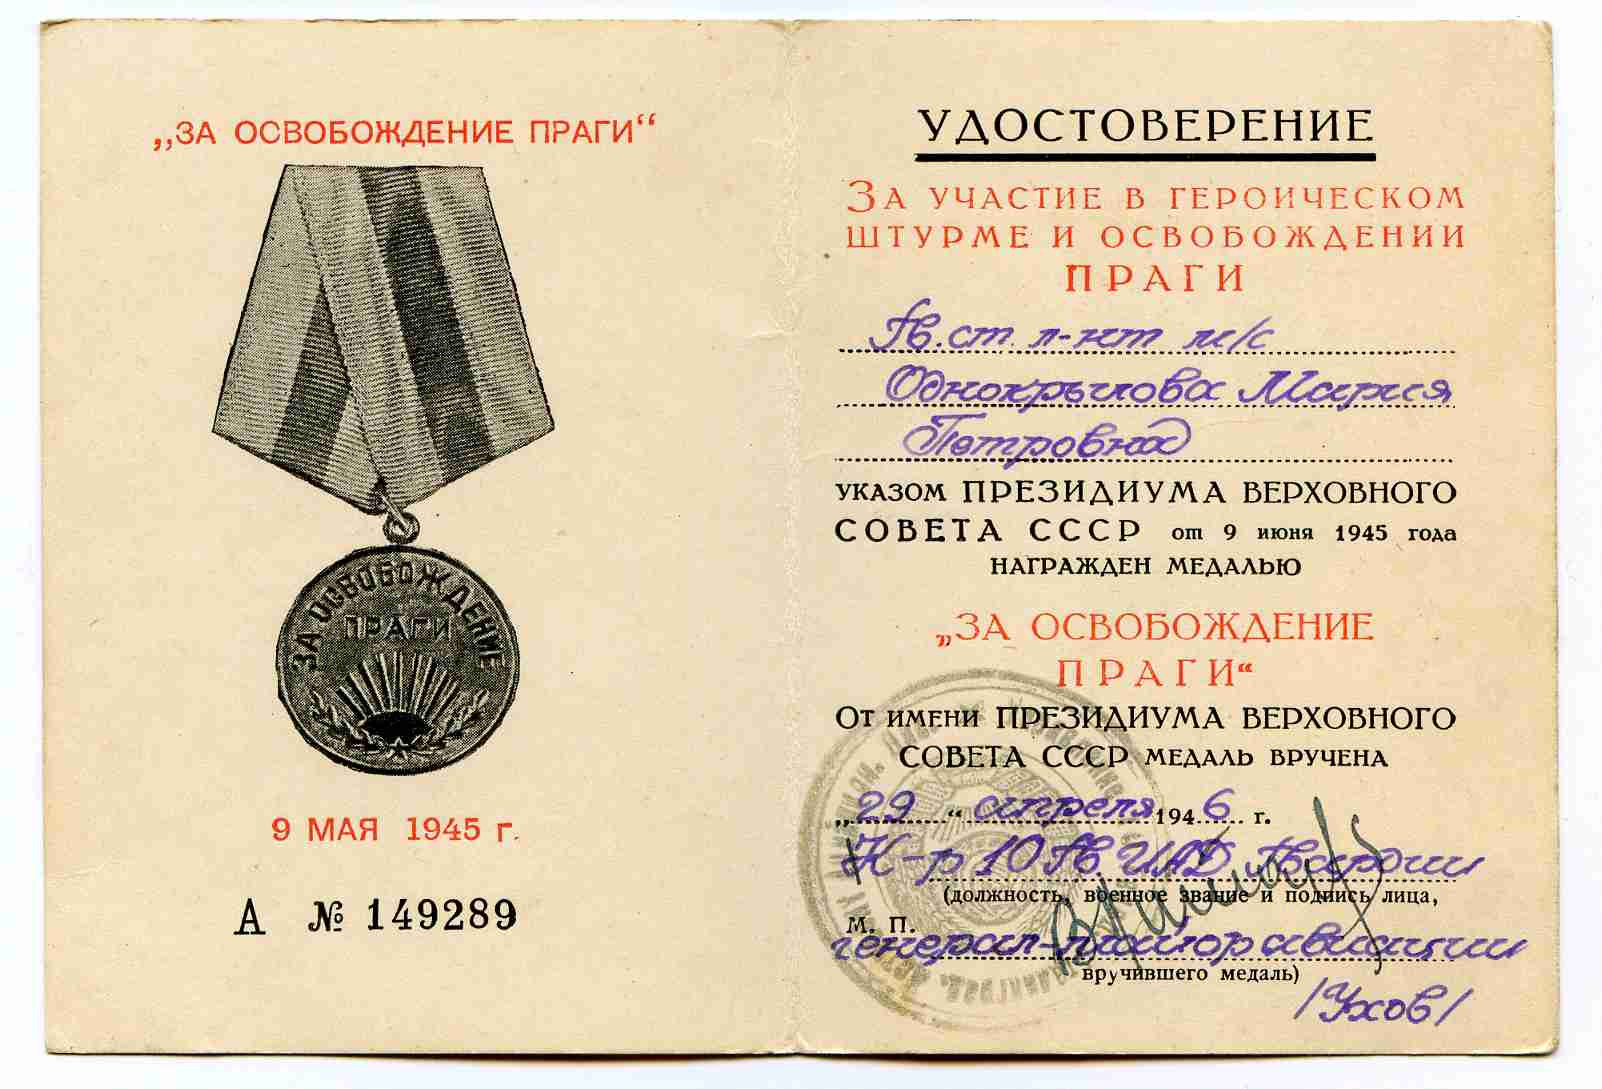 „ЗА ОСВОБОЖДЕНИЕ ПРАГИ“
ЗА ОСВОБОЖДЕНИЕ
ПРАГИ
9 МАЯ 1945 г.
А № 149289
УДОСТОВЕРЕНИЕ
ЗА УЧАСТИЕ В ГЕРОИЧЕСКОМ
ШТУРМЕ И ОСВОБОЖДЕНИИ
ПРАГИ
Гв. ст. л-нт м/с
Однокрылова Мария
Петровна
УКАЗОМ ПРЕЗИДИУМА ВЕРХОВНОГО
СОВЕТА СССР от 9 июня 1945 года
НАГРАЖДЕН МЕДАЛЬЮ
„ЗА ОСВОБОЖДЕНИЕ
ПРАГИ“
ОТ ИМЕНИ ПРЕЗИДИУМА ВЕРХОВНОГО
СОВЕТА СССР МЕДАЛЬ ВРУЧЕНА
„29“ апреля 1946 г.
К-р 10 Гв ИАД Гвардии
(должность, военное звание и подпись лица,
М. П.
генерал-майор авиации
вручившего медаль)
/Ухов/